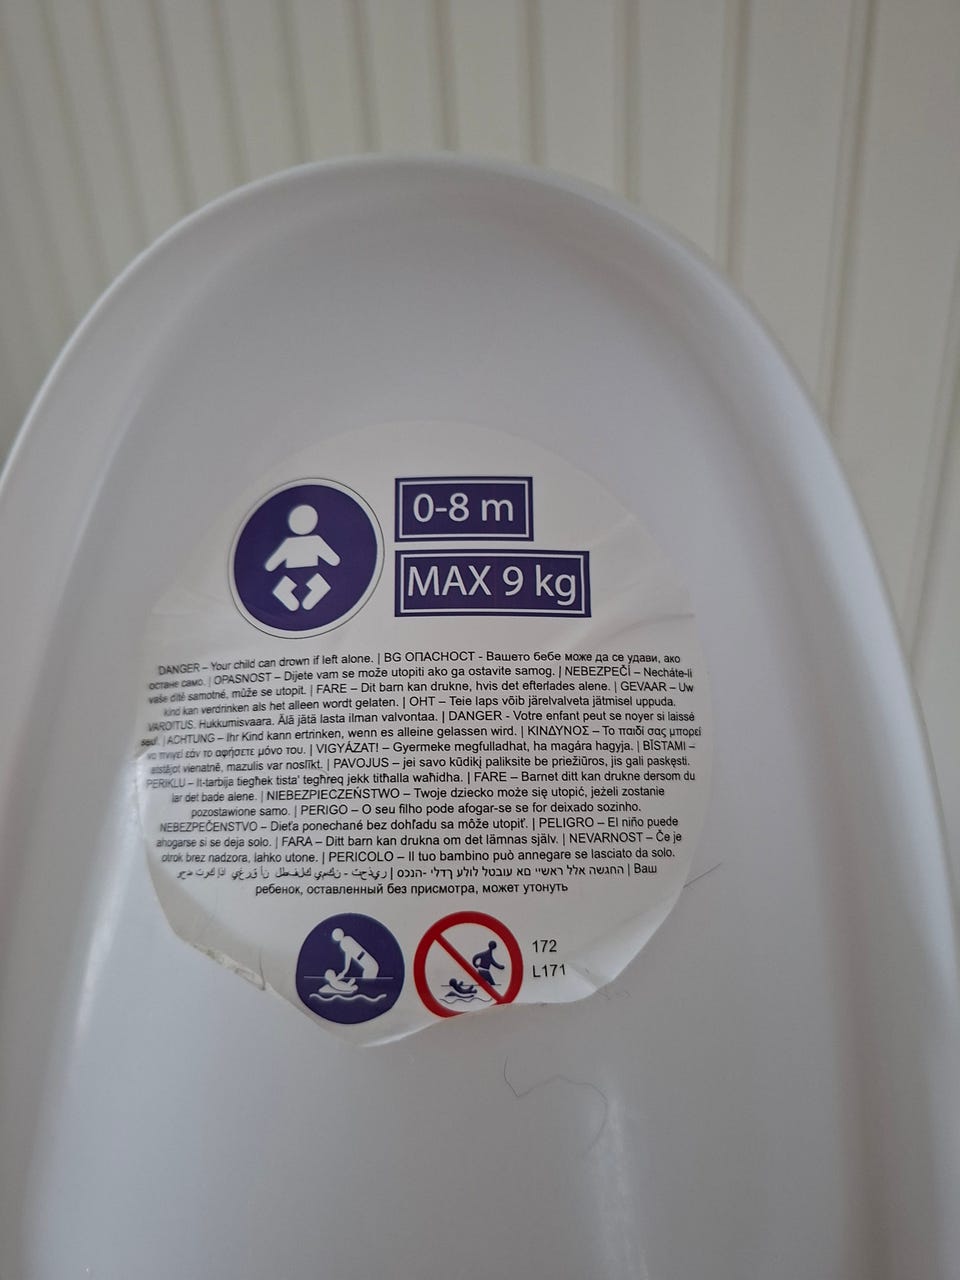 0-8 m
MAX 9 kg
DANGER – Your child can drown if left alone. | BG ОПАСНОСТ - Вашето бебе може да се удави, ако
остане само. | OPASNOST – Dijete vam se može utopiti ako ga ostavite samog. | NEBEZPEČÍ – Necháte-li
vaše dítě samotné, může se utopit. | FARE – Dit barn kan drukne, hvis det efterlades alene. | GEVAAR – Uw
kind kan verdrinken als het alleen wordt gelaten. | OHT – Teie laps võib järelvalveta jätmisel uppuda.
VAROITUS. Hukkumisvaara. Älä jätä lasta ilman valvontaa. | DANGER - Votre enfant peut se noyer si laissé
seul. | ACHTUNG – Ihr Kind kann ertrinken, wenn es alleine gelassen wird. | ΚΙΝΔΥΝΟΣ – Το παιδί σας μπορεί
να πνιγεί εάν το αφήσετε μόνο του. | VIGYÁZAT! – Gyermeke megfulladhat, ha magára hagyja. | BĪSTAMI –
atstājot vienatnē, mazulis var noslīkt. | PAVOJUS – jei savo kūdikį paliksite be priežiūros, jis gali paskęsti.
PERIKLU – It-tarbija tiegħek tista' tegħreq jekk titħalla waħidha. | FARE – Barnet ditt kan drukne dersom du
lar det bade alene. | NIEBEZPIECZEŃSTWO – Twoje dziecko może się utopić, jeżeli zostanie
pozostawione samo. | PERIGO – O seu filho pode afogar-se se for deixado sozinho.
NEBEZPEČENSTVO – Dieťa ponechané bez dohľadu sa môže utopiť. | PELIGRO – El niño puede
ahogarse si se deja solo. | FARA – Ditt barn kan drukna om det lämnas själv. | NEVARNOST – Če je
otrok brez nadzora, lahko utone. | PERICOLO – Il tuo bambino può annegare se lasciato da solo.
| Ваш
ребенок, оставленный без присмотра, может утонуть
172
L171